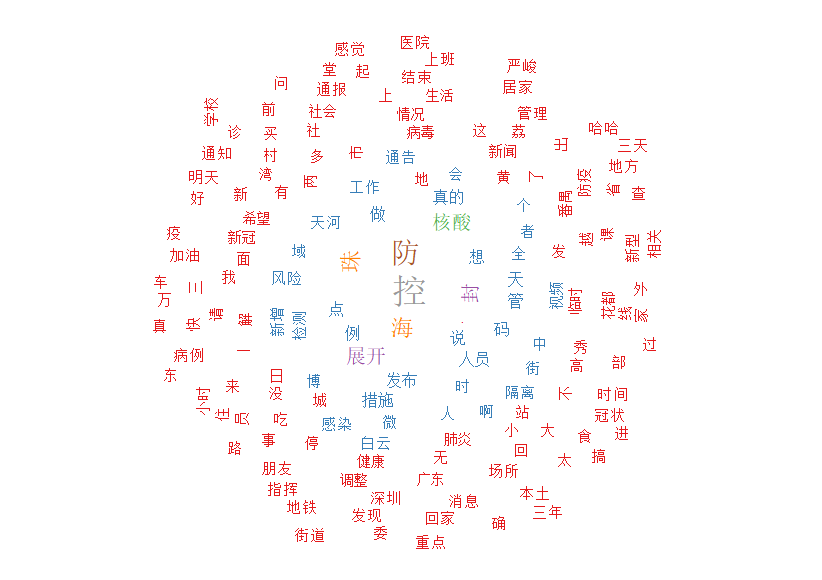 医院
感觉
上班
严峻
堂
起
结束
居家
问
通报
上
生活
学校
前
社会
情况
管理
诊
买
社
病毒
这
荔
哈哈
出
三天
通知
村
多
市
通告
新闻
地方
明天
湾
两
工作
地
会
黄
了
防疫
省
查
好
新
有
真的
番禺
希望
天河
做
核酸
个
疫
新冠
者
发
越
课
新型
相关
加油
面
域
珠
防
想
全
车
三
我
风险
控
封
天
管
视频
临时
花都
外
万
线
家
真
快
请
新增
检测
点
例
海
·
说
码
中
过
病例
一
展开
人员
街
秀
高
部
东
日
博
发布
时
隔离
不
时间
小时
来
没
城
措施
冠状
住
员
吃
感染
微
人
啊
站
路
事
停
白云
肺炎
小
大
食
进
朋友
健康
无
场所
回
太
搞
指挥
调整
广东
地铁
深圳
消息
本土
街道
发现
回家
确
三年
委
重点